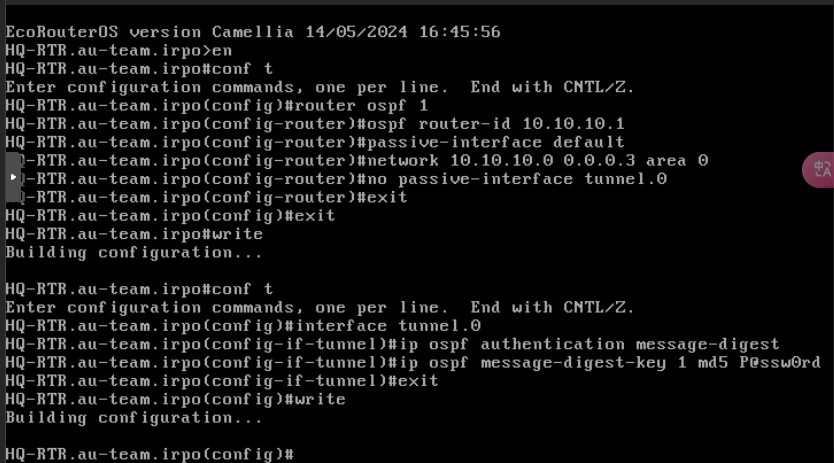 EcoRouterOS version Camellia 14/05/2024 16:45:56
HQ-RTR.au-team.irpo>en
HQ-RTR.au-team.irpo#conf t
Enter configuration commands, one per line.  End with CNTL/Z.
HQ-RTR.au-team.irpo(config)#router ospf 1
HQ-RTR.au-team.irpo(config-router)#ospf router-id 10.10.10.1
HQ-RTR.au-team.irpo(config-router)#passive-interface default
-RTR.au-team.irpo(config-router)#network 10.10.10.0 0.0.0.3 area 0
-RTR.au-team.irpo(config-router)#no passive-interface tunnel.0
-RTR.au-team.irpo(config-router)#exit
HQ-RTR.au-team.irpo(config)#exit
HQ-RTR.au-team.irpo#write
Building configuration...
HQ-RTR.au-team.irpo#conf t
Enter configuration commands, one per line.  End with CNTL/Z.
HQ-RTR.au-team.irpo(config)#interface tunnel.0
HQ-RTR.au-team.irpo(config-if-tunnel)#ip ospf authentication message-digest
HQ-RTR.au-team.irpo(config-if-tunnel)#ip ospf message-digest-key 1 md5 P@ssw0rd
HQ-RTR.au-team.irpo(config-if-tunnel)#exit
HQ-RTR.au-team.irpo(config)#write
Building configuration...
HQ-RTR.au-team.irpo(config)#